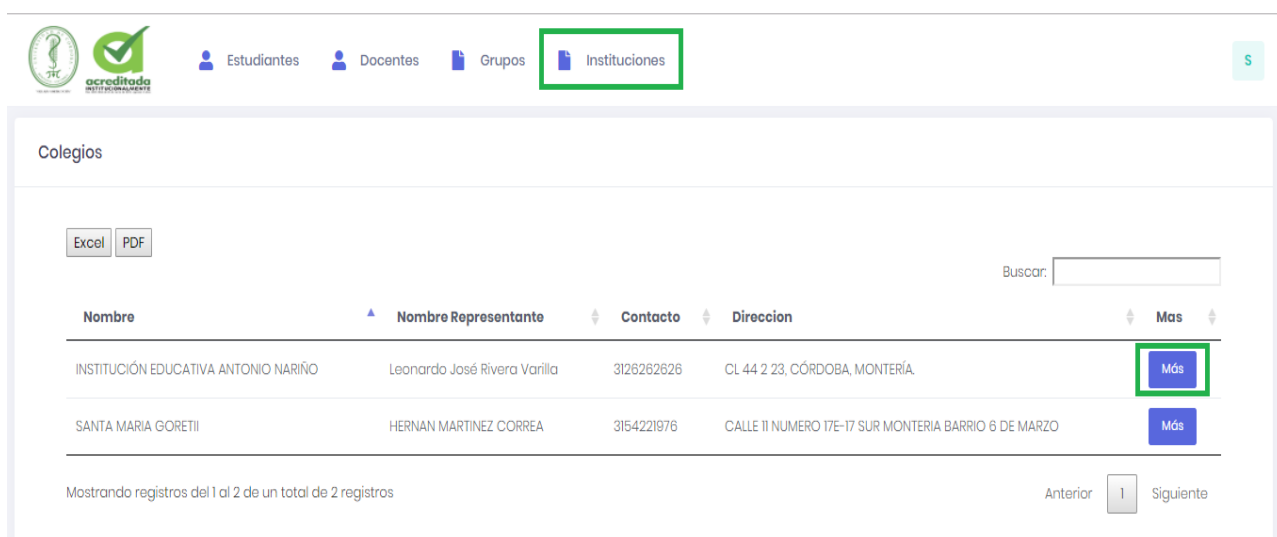 acreditada
INSTITUCIONALMENTE
Estudiantes Docentes Grupos Instituciones S
Colegios
Excel PDF
Buscar:
Nombre Nombre Representante Contacto Direccion Mas
INSTITUCIÓN EDUCATIVA ANTONIO NARIÑO Leonardo José Rivera Varilla 3126262626 CL 44 2 23, CÓRDOBA, MONTERÍA. Más
SANTA MARIA GORETII HERNAN MARTINEZ CORREA 3154221976 CALLE 11 NUMERO 17E-17 SUR MONTERIA BARRIO 6 DE MARZO Más
Mostrando registros del 1 al 2 de un total de 2 registros Anterior 1 Siguiente